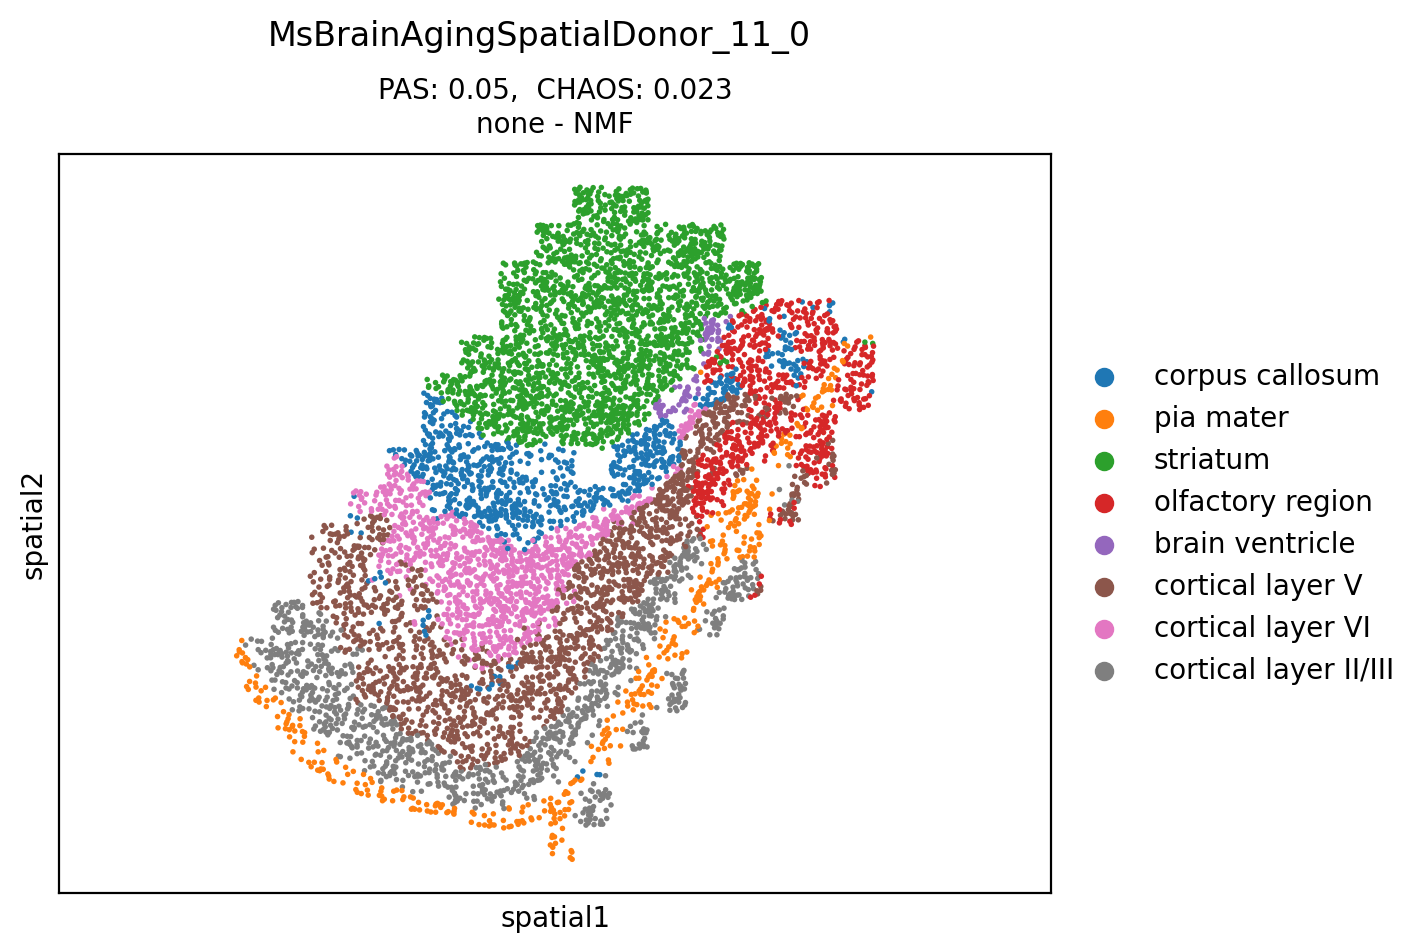 MsBrainAgingSpatialDonor_11_0
PAS: 0.05,  CHAOS: 0.023
none - NMF
spatial2
spatial1
corpus callosum
pia mater
striatum
olfactory region
brain ventricle
cortical layer V
cortical layer VI
cortical layer II/III